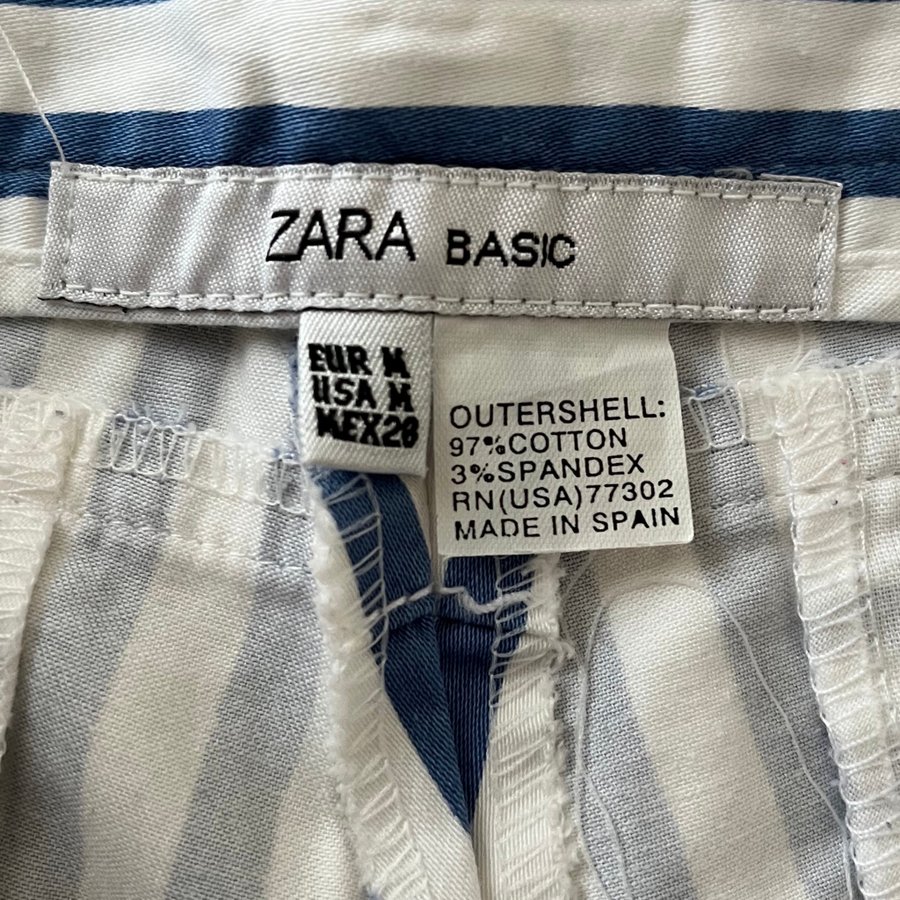 ZARA BASIC
EUR M
USA M
MEX 28
OUTERSHELL:
97%COTTON
3%SPANDEX
RN(USA)77302
MADE IN SPAIN